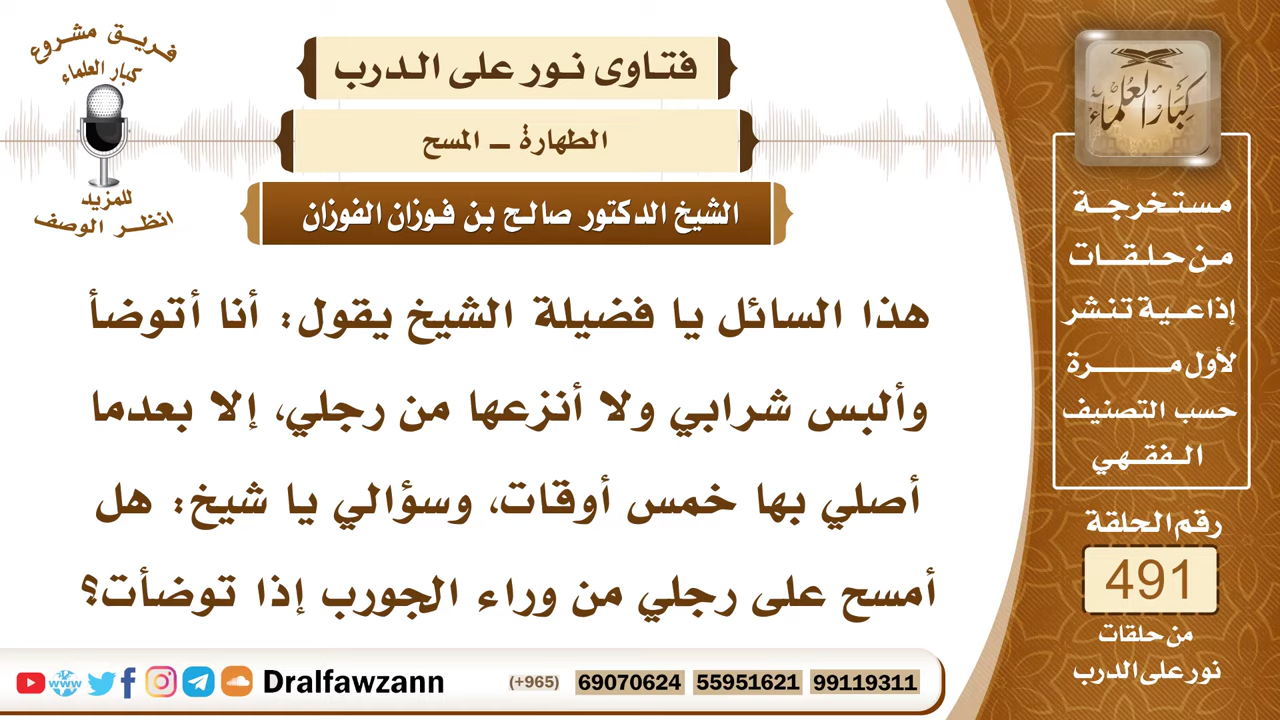 فريق مشروع
كبار العلماء
للمزيد
انظر الوصف
فتاوى نور على الدرب
الطهارة - المسح
الشيخ الدكتور صالح بن فوزان الفوزان
هذا السائل يا فضيلة الشيخ يقول: أنا أتوضأ
وألبس شرابي ولا أنزعها من رجلي، إلا بعدما
أصلي بها خمس أوقات، وسؤالي يا شيخ: هل
أمسح على رجلي من وراء الجورب إذا توضأت؟
كبار العلماء
مستخرجة
من حلقات
إذاعية تنشر
لأول مرة
حسب التصنيف
الفقهي
رقم الحلقة
491
من حلقات
نور على الدرب
www
Dralfawzann
(+965) 69070624 55951621 99119311